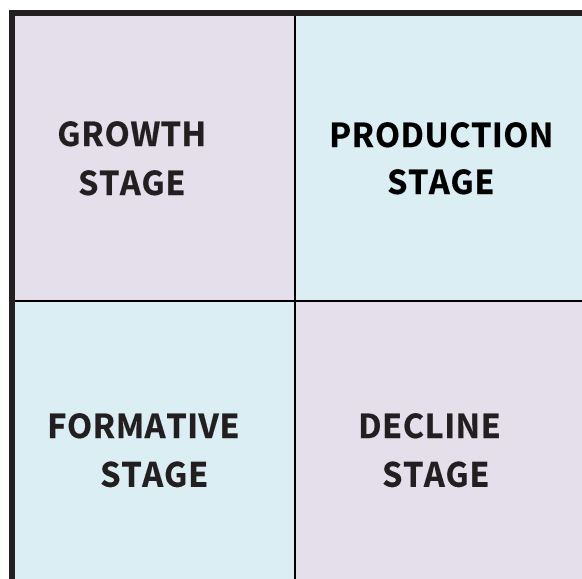 GROWTH
STAGE
PRODUCTION
STAGE
FORMATIVE
STAGE
DECLINE
STAGE